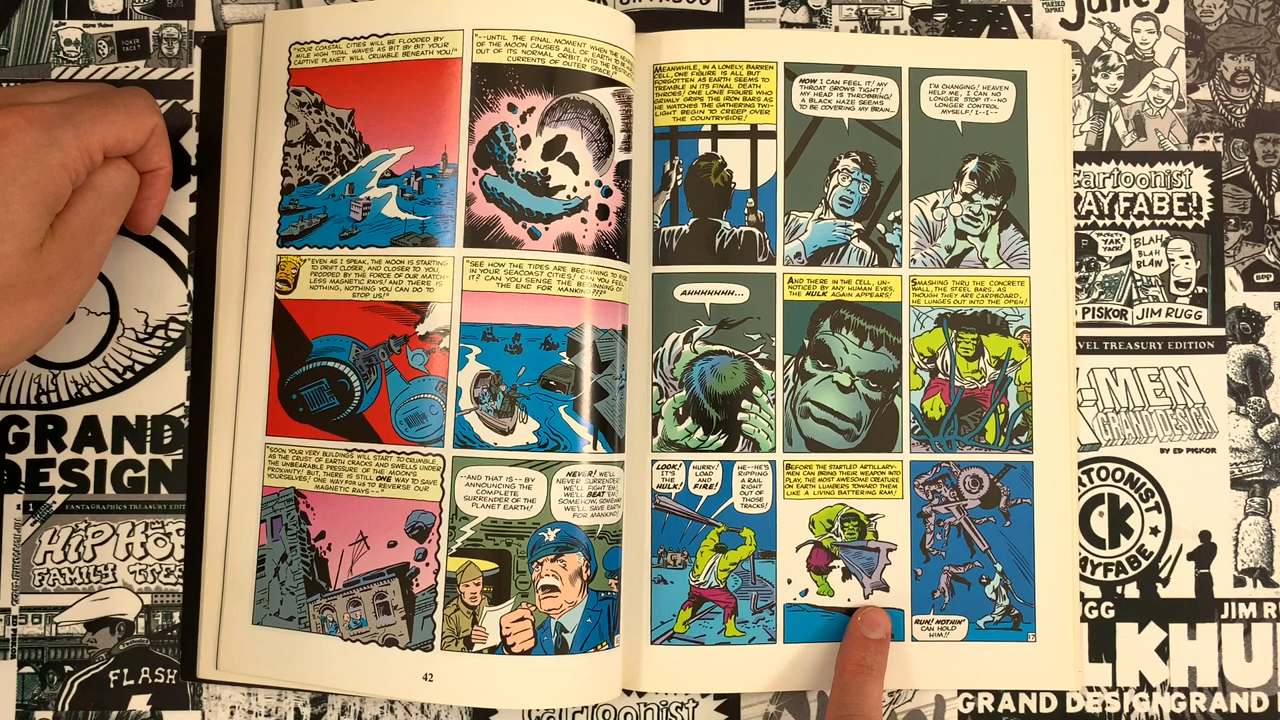 "YOUR COASTAL CITIES WILL BE FLOODED BY
MILE HIGH TIDAL WAVES AS BIT BY BIT YOUR
CAPTIVE PLANET WILL CRUMBLE BENEATH YOU!"
"--UNTIL THE FINAL MOMENT WHEN THE
OF THE MOON CAUSES ALL OF EARTH TO
OUT OF ITS NORMAL ORBIT, INTO THE
CURRENTS OF OUTER SPACE!"
"EVEN AS I SPEAK, THE MOON IS STARTING
TO DRIFT CLOSER, AND CLOSER TO YOU,
PRODDED BY THE FORCE OF OUR MATCH-
LESS MAGNETIC RAYS! AND THERE IS
NOTHING, NOTHING YOU CAN DO TO
STOP US!"
"SEE HOW THE TIDES ARE BEGINNING TO RISE
IN YOUR SEACOAST CITIES! CAN YOU FEEL
IT? CAN YOU SENSE THE BEGINNING OF
THE END FOR MANKIND???"
"SOON YOUR VERY BUILDINGS WILL START TO CRUMBLE,
AS THE CRUST OF EARTH CRACKS AND SWELLS UNDER
THE UNBEARABLE PRESSURE OF THE MOON'S
PROXIMITY! BUT THERE IS STILL ONE WAY TO SAVE
YOURSELVES! ONE WAY FOR US TO REVERSE OUR
MAGNETIC RAYS--"
"--AND THAT IS-- BY
ANNOUNCING THE
COMPLETE
SURRENDER OF THE
PLANET EARTH!"
NEVER! WE'LL
NEVER SURRENDER!
WE'LL FIGHT 'EM!
WE'LL BEAT 'EM!
SOMEHOW, SOMEWAY
WE'LL SAVE EARTH
FOR MANKIND!
42
MEANWHILE, IN A LONELY, BARREN
CELL, ONE FIGURE IS ALL BUT
FORGOTTEN AS EARTH SEEMS TO
TREMBLE IN ITS FINAL DEATH
THROES! ONE LONE FIGURE WHO
GRIMLY GRIPS THE IRON BARS AS
HE WATCHES THE GATHERING TWI-
LIGHT BEGIN TO CREEP OVER
THE COUNTRYSIDE!
NOW I CAN FEEL IT! MY
THROAT GROWS TIGHT!
MY HEAD IS THROBBING!
A BLACK HAZE SEEMS
TO BE COVERING MY BRAIN...
I'M CHANGING! HEAVEN
HELP ME, I CAN NO
LONGER STOP IT--NO
LONGER CONTROL
MYSELF! I--I--
AHHHHHHH...
AND THERE IN THE CELL, UN-
NOTICED BY ANY HUMAN EYES,
THE HULK AGAIN APPEARS!
SMASHING THRU THE CONCRETE
WALL, THE STEEL BARS, AS
THOUGH THEY ARE CARDBOARD,
HE LUNGES OUT INTO THE OPEN!
LOOK!
IT'S
THE
HULK!
HURRY!
LOAD
AND
FIRE!
HE--HE'S
RIPPING
A RAIL
RIGHT
OUT OF
THOSE
TRACKS!
BEFORE THE STARTLED ARTILLERY-
MEN CAN BRING THEIR WEAPON INTO
PLAY, THE MOST AWESOME CREATURE
ON EARTH LUMBERS TOWARD THEM
LIKE A LIVING BATTERING RAM!
RUN! NOTHIN'
CAN HOLD
HIM!!
17
GRAND
DESIGN
FANTAGRAPHICS TREASURY EDIT
HIP HOP
FAMILY TRE
FLASH
POKER
FACE
MARIKO
TAMAKI
Cartoonist
KAYFABE!
YAK
YACK!
BLAH
BLAH
BLAH
PISKOR
JIM RUGG
BDP
VEL TREASURY EDITION
-MEN
GRAND DESIGN
BY ED PISKOR
CARTOONIST
CK
KAYFABE
GG
JIM R
LKHU
GRAND DESIGN
GRAND
Cartoonist